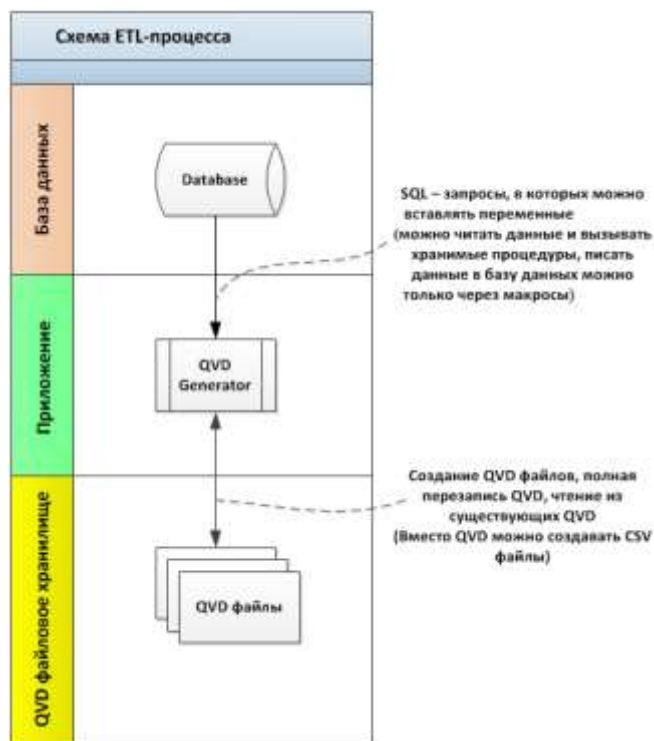 Схема ETL-процесса
База данных
Database
SQL – запросы, в которых можно
вставлять переменные
(можно читать данные и вызывать
хранимые процедуры, писать
данные в базу данных можно
только через макросы)
Приложение
QVD
Generator
Создание QVD файлов, полная
перезапись QVD, чтение из
существующих QVD
(Вместо QVD можно создавать CSV
файлы)
QVD файловое хранилище
QVD файлы